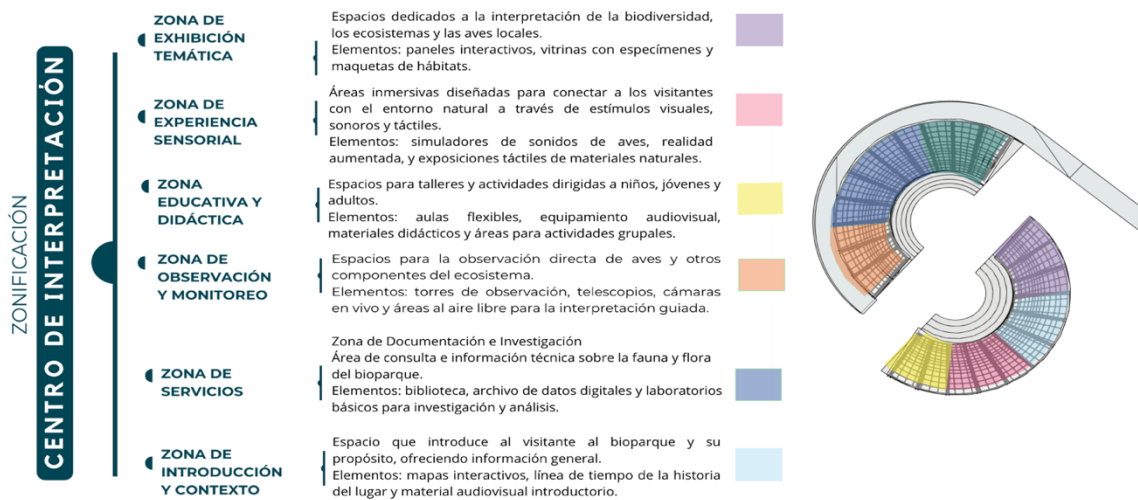 ZONIFICACIÓN
CENTRO DE INTERPRETACIÓN
ZONA DE
EXHIBICIÓN
TEMÁTICA
Espacios dedicados a la interpretación de la biodiversidad,
los ecosistemas y las aves locales.
Elementos: paneles interactivos, vitrinas con especímenes y
maquetas de hábitats.
ZONA DE
EXPERIENCIA
SENSORIAL
Áreas inmersivas diseñadas para conectar a los visitantes
con el entorno natural a través de estímulos visuales,
sonoros y táctiles.
Elementos: simuladores de sonidos de aves, realidad
aumentada, y exposiciones táctiles de materiales naturales.
ZONA
EDUCATIVA Y
DIDÁCTICA
Espacios para talleres y actividades dirigidas a niños, jóvenes y
adultos.
Elementos: aulas flexibles, equipamiento audiovisual,
materiales didácticos y áreas para actividades grupales.
ZONA DE
OBSERVACIÓN
Y MONITOREO
Espacios para la observación directa de aves y otros
componentes del ecosistema.
Elementos: torres de observación, telescopios, cámaras
en vivo y áreas al aire libre para la interpretación guiada.
ZONA DE
SERVICIOS
Zona de Documentación e Investigación
Área de consulta e información técnica sobre la fauna y flora
del bioparque.
Elementos: biblioteca, archivo de datos digitales y laboratorios
básicos para investigación y análisis.
ZONA DE
INTRODUCCIÓN
Y CONTEXTO
Espacio que introduce al visitante al bioparque y su
propósito, ofreciendo información general.
Elementos: mapas interactivos, línea de tiempo de la historia
del lugar y material audiovisual introductorio.